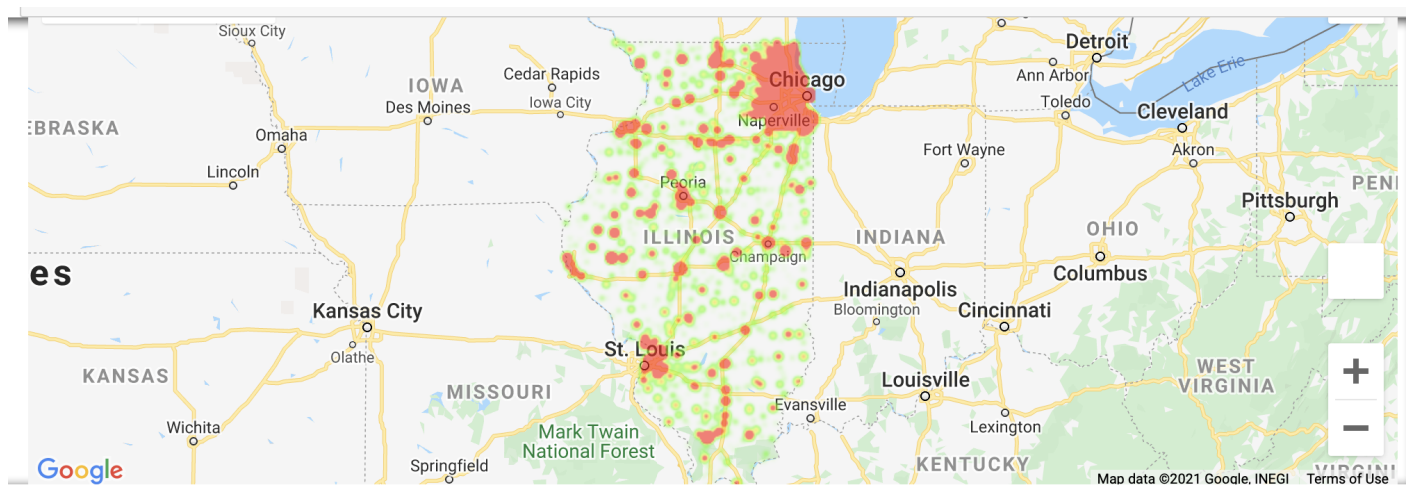 Sioux City
Detroit
Chicago
Ann Arbor
Lake Erie
IOWA
Cedar Rapids
Des Moines
Iowa City
Toledo
Cleveland
Naperville
EBRASKA
Omaha
Fort Wayne
Akron
Lincoln
Peoria
PENN
Pittsburgh
ILLINOIS
INDIANA
OHIO
Champaign
es
Columbus
Indianapolis
Kansas City
Bloomington
Cincinnati
Olathe
St. Louis
KANSAS
MISSOURI
Louisville
WEST
VIRGINIA
Evansville
Wichita
Lexington
Mark Twain
National Forest
Springfield
KENTUCKY
VIRGINI
Google
Map data ©2021 Google, INEGI
Terms of Use